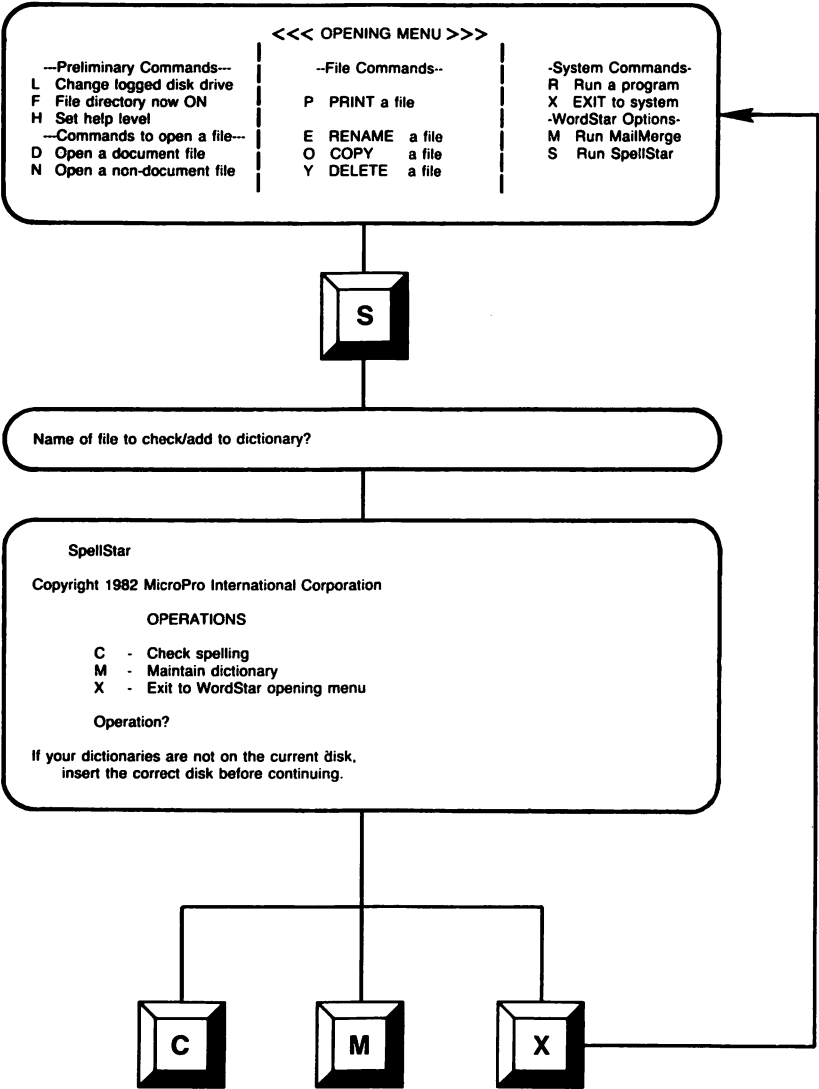 <<< OPENING MENU >>>
---Preliminary Commands---
L Change logged disk drive
F File directory now ON
H Set help level
---Commands to open a file---
D Open a document file
N Open a non-document file
--File Commands--
P PRINT a file
E RENAME a file
O COPY a file
Y DELETE a file
-System Commands-
R Run a program
X EXIT to system
-WordStar Options-
M Run MailMerge
S Run SpellStar
S
Name of file to check/add to dictionary?
SpellStar
Copyright 1982 MicroPro International Corporation
OPERATIONS
C - Check spelling
M - Maintain dictionary
X - Exit to WordStar opening menu
Operation?
If your dictionaries are not on the current disk,
insert the correct disk before continuing.
C
M
X